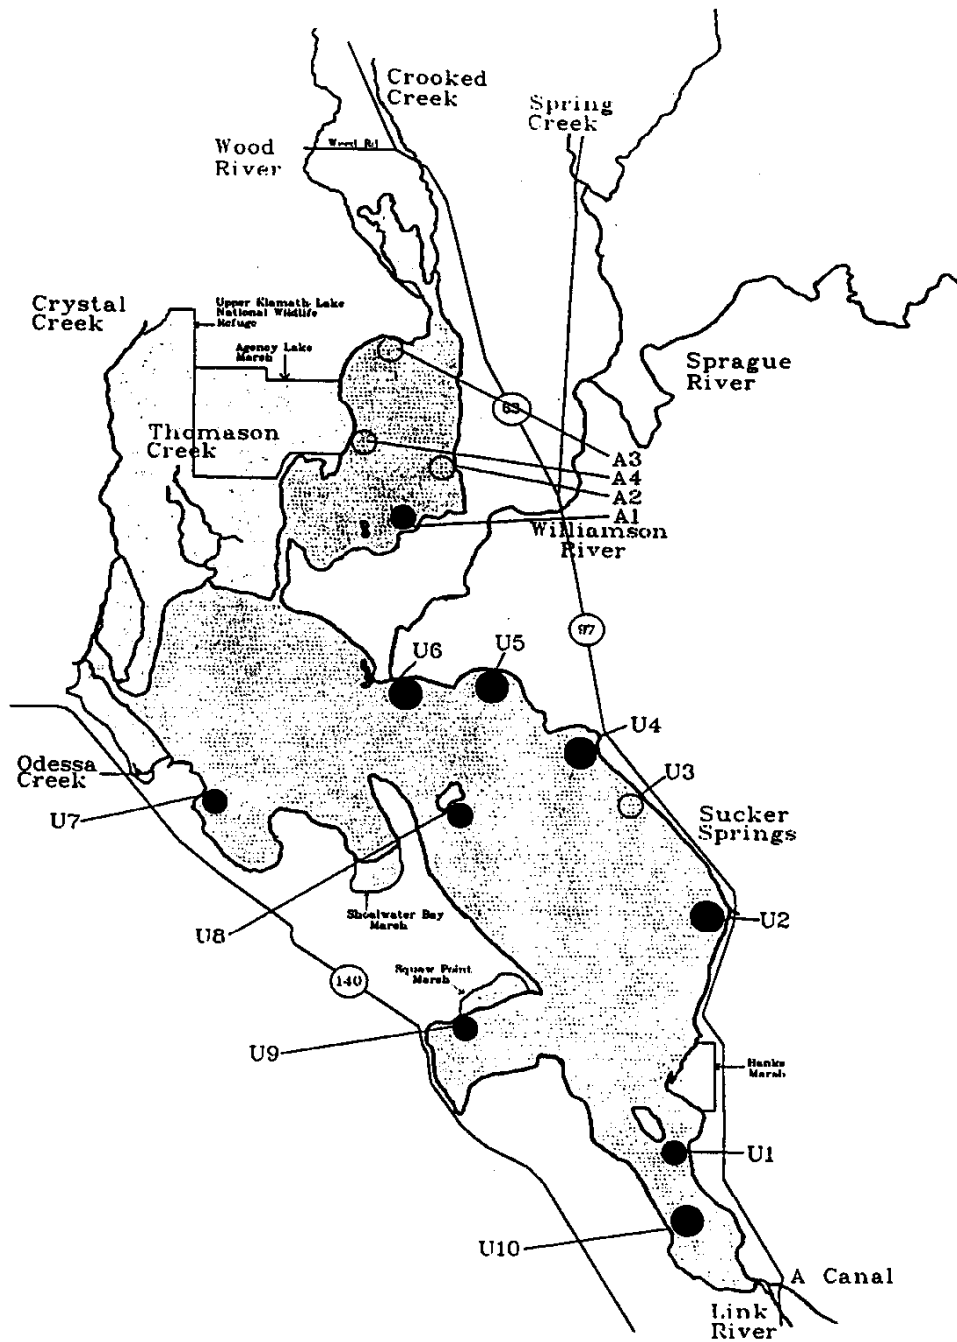 Crooked
Creek
Spring
Creek
Wood
River
Wood Rd
Crystal
Creek
Upper Klamath Lake
National Wildlife
Refuge
Agency Lake
Marsh
Sprague
River
Thomason
Creek
A3
A4
A2
A1
Williamson
River
97
U6
U5
U4
U3
Odessa
Creek
U7
Sucker
Springs
Shoalwater Bay
Marsh
U8
U2
Squaw Point
Marsh
140
U9
Hanks
Marsh
U1
U10
A Canal
Link
River